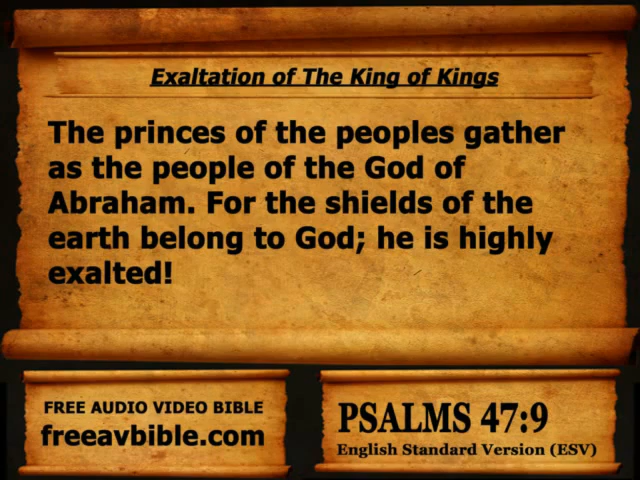 Exaltation of The King of Kings
The princes of the peoples gather
as the people of the God of
Abraham. For the shields of the
earth belong to God; he is highly
exalted!
FREE AUDIO VIDEO BIBLE
freeavbible.com
PSALMS 47:9
English Standard Version (ESV)